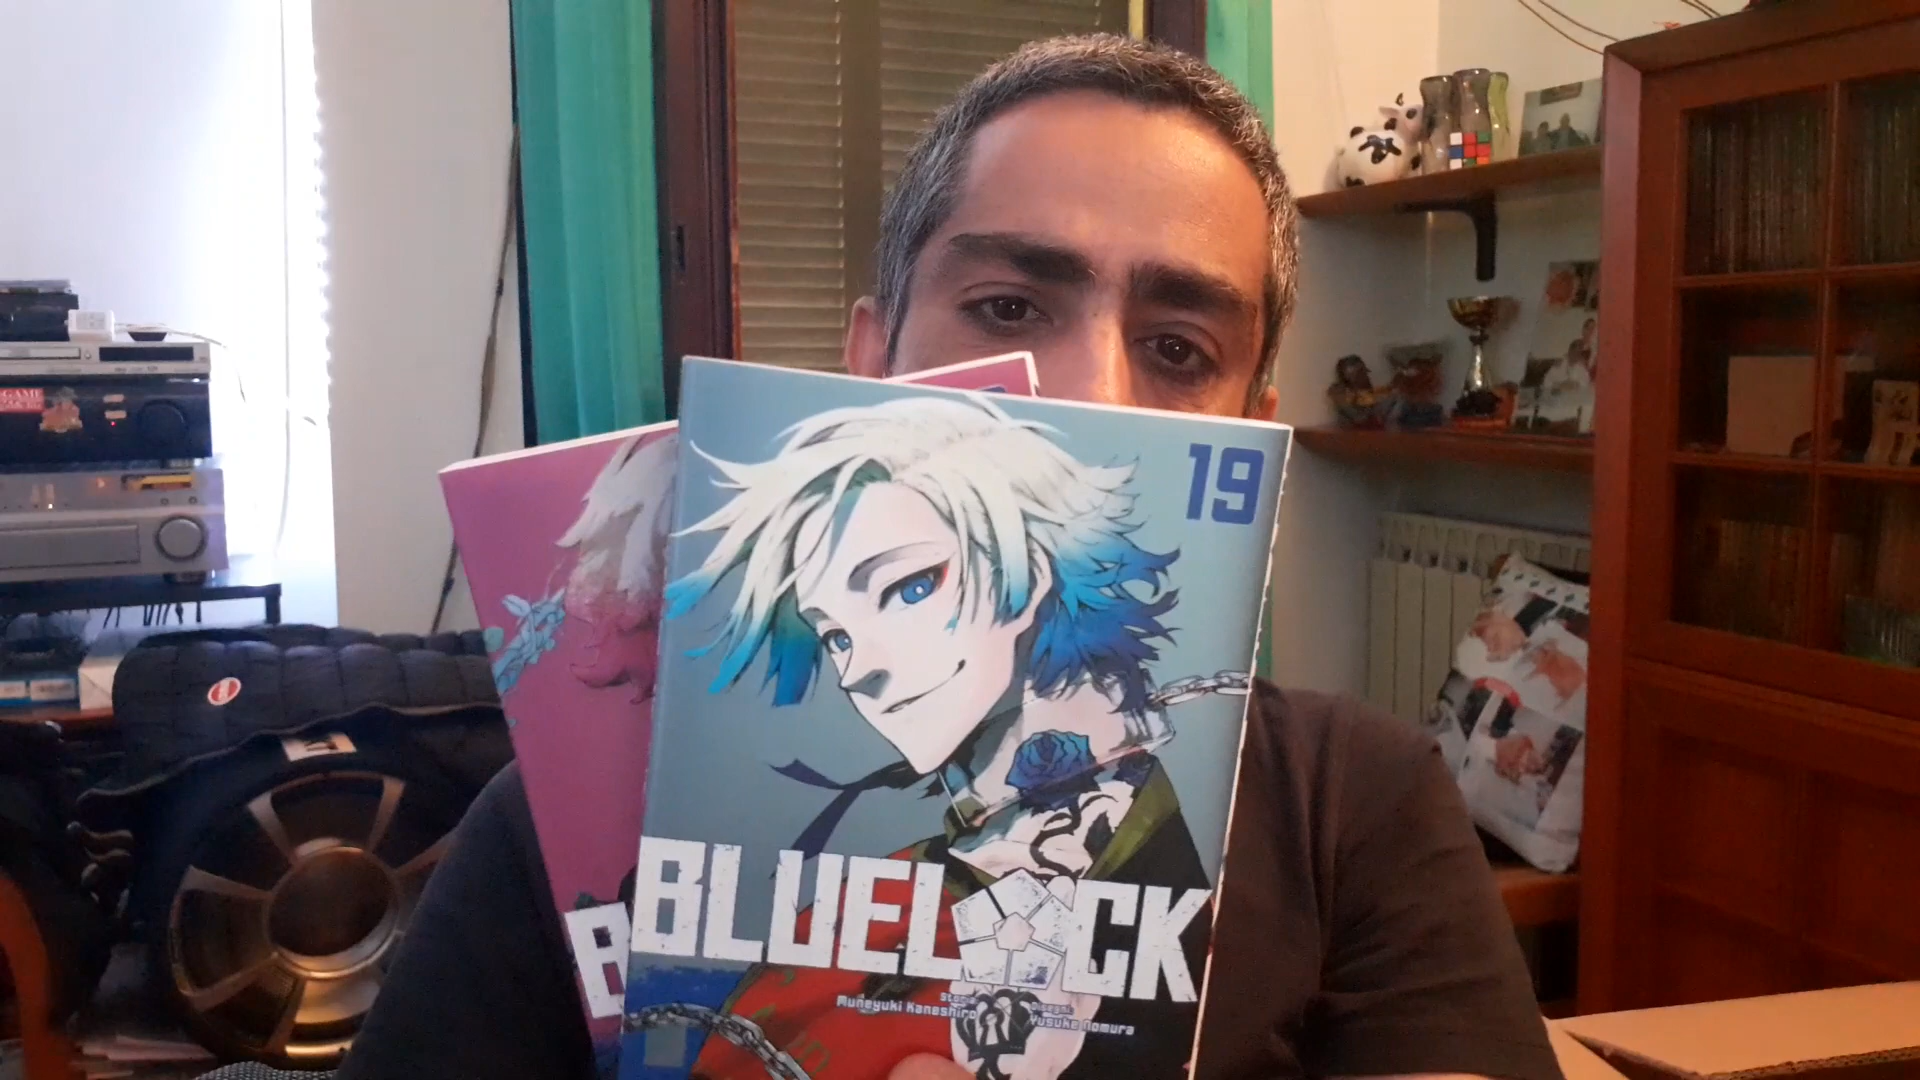 19
BLUELOCK
Storia:
Muneyuki Kaneshiro
Disegni:
Yusuke Nomura
B